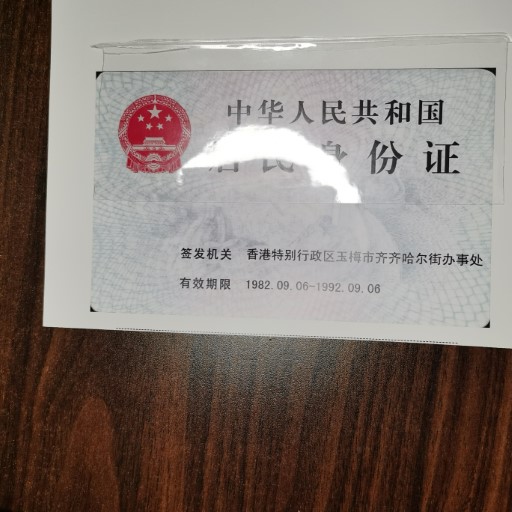 中华人民共和国
居民身份证
签发机关 香港特别行政区玉梅市齐齐哈尔街办事处
有效期限 1982.09.06-1992.09.06